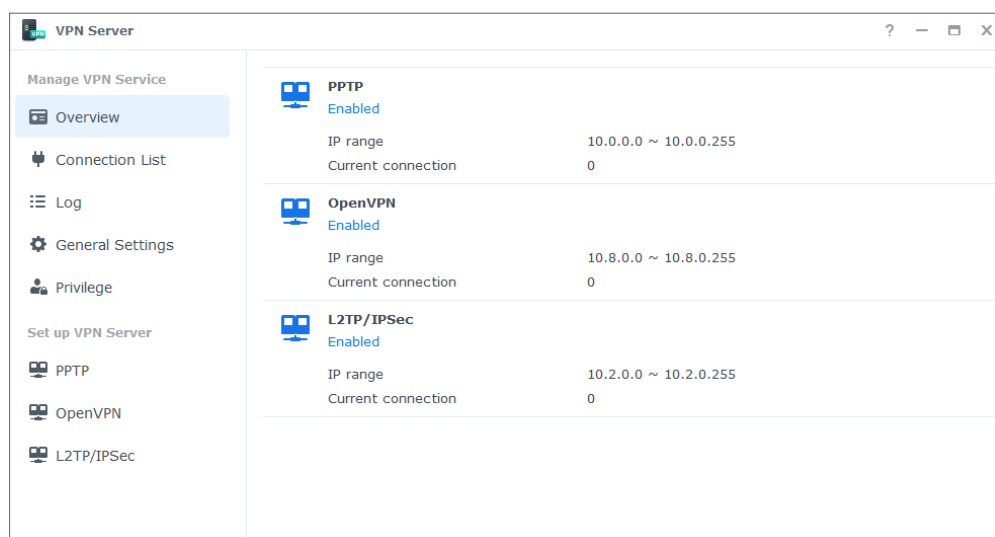 VPN Server
VPN
Manage VPN Service
Overview
Connection List
Log
General Settings
Privilege
Set up VPN Server
PPTP
OpenVPN
L2TP/IPSec
PPTP
Enabled
IP range 10.0.0.0 ~ 10.0.0.255
Current connection 0
OpenVPN
Enabled
IP range 10.8.0.0 ~ 10.8.0.255
Current connection 0
L2TP/IPSec
Enabled
IP range 10.2.0.0 ~ 10.2.0.255
Current connection 0